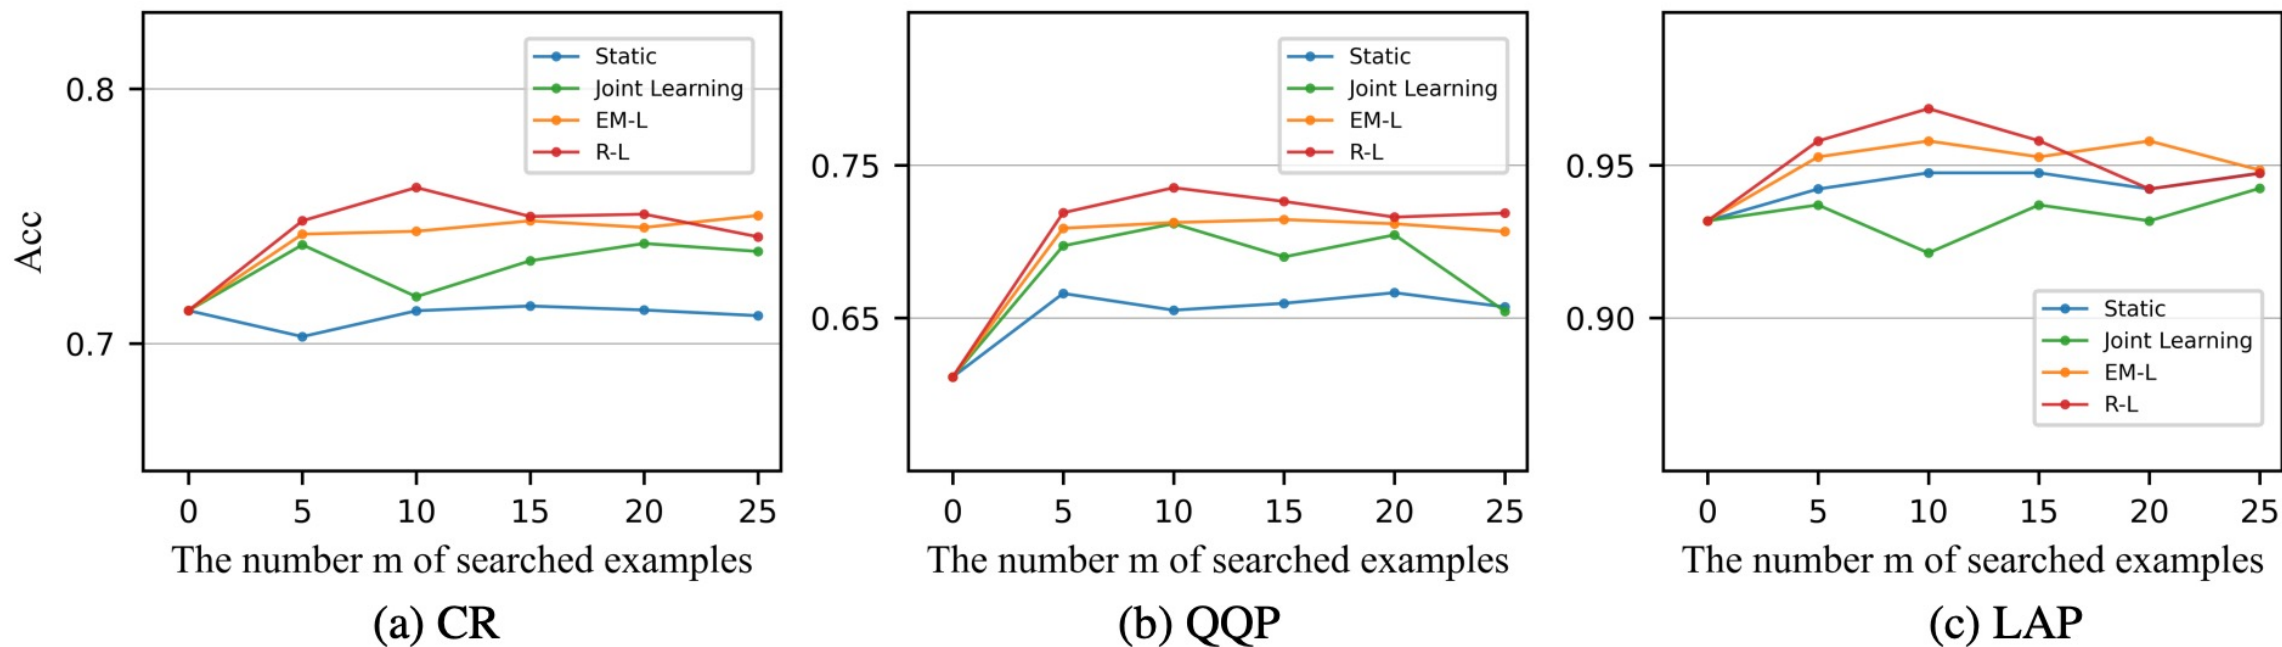 Acc
0.8
0.7
Static
Joint Learning
EM-L
R-L
0 5 10 15 20 25
The number m of searched examples
(a) CR
0.75
0.65
Static
Joint Learning
EM-L
R-L
0 5 10 15 20 25
The number m of searched examples
(b) QQP
0.95
0.90
Static
Joint Learning
EM-L
R-L
0 5 10 15 20 25
The number m of searched examples
(c) LAP